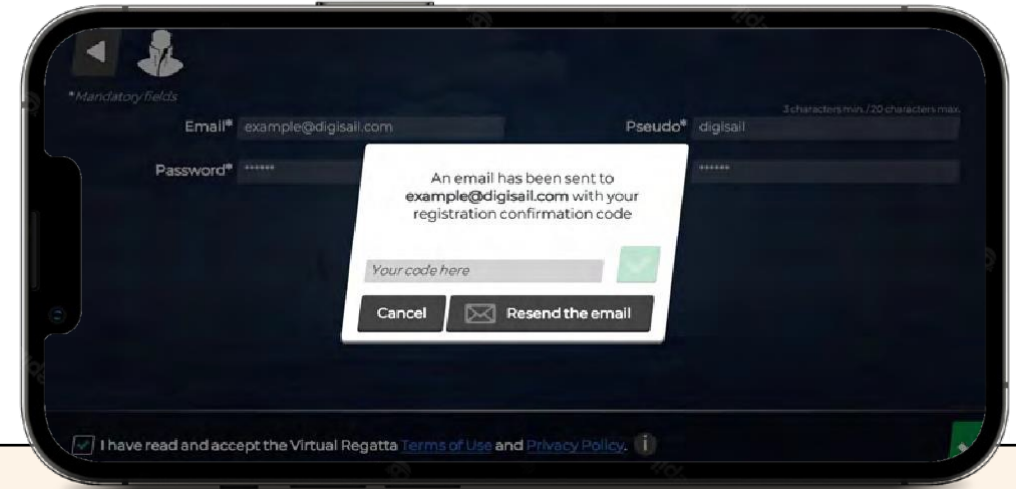 *Mandatory fields
3 characters min. / 20 characters max.
Email* example@digisail.com Pseudo* digisail
Password* ****** ******
An email has been sent to
example@digisail.com with your
registration confirmation code
Your code here
Cancel Resend the email
I have read and accept the Virtual Regatta Terms of Use and Privacy Policy. i